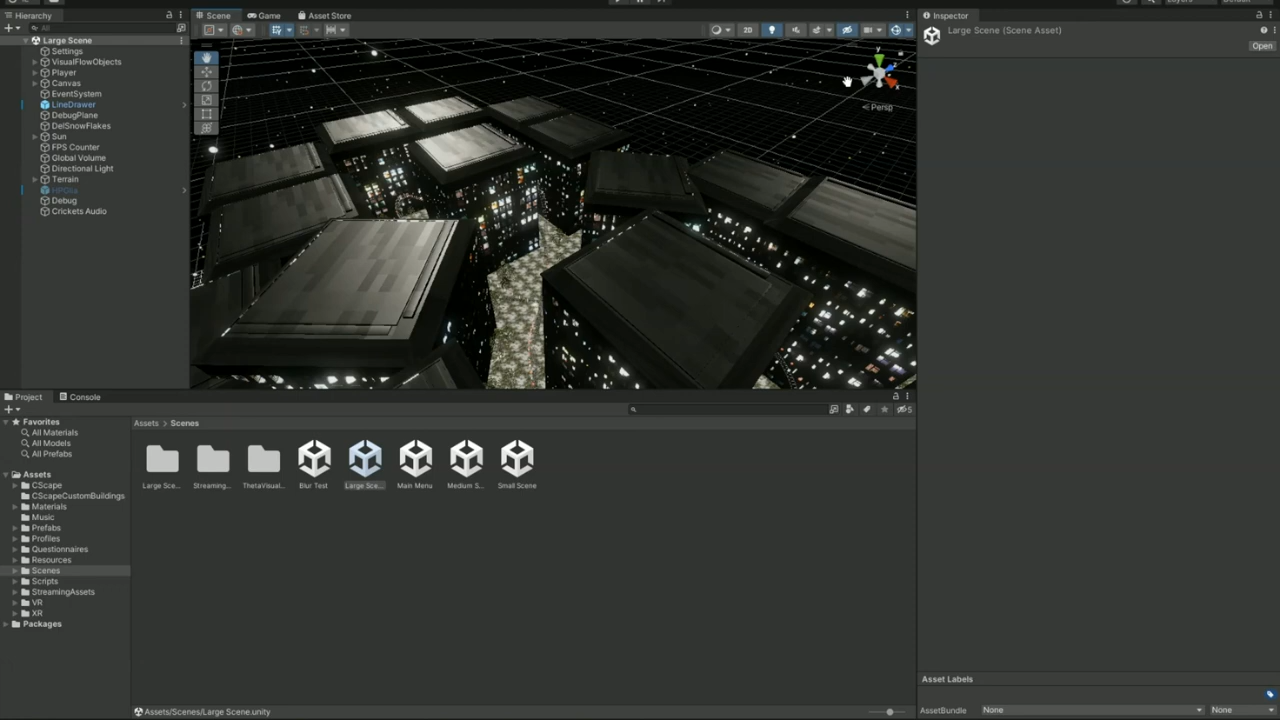 Hierarchy
Scene
Game
Asset Store
Inspector
All
2D
Large Scene (Scene Asset)
Open
Large Scene
Settings
VisualFlowObjects
Player
Canvas
EventSystem
LineDrawer
DebugPlane
DelSnowFlakes
Sun
FPS Counter
Global Volume
Directional Light
Terrain
Debug
Crickets Audio
y
x
Persp
Project
Console
5
Favorites
All Materials
All Models
All Prefabs
Assets
CScape
CScapeCustomBuildings
Materials
Music
Prefabs
Profiles
Questionnaires
Resources
Scenes
Scripts
StreamingAssets
VR
XR
Packages
Assets > Scenes
Large Sce...
Streaming...
ThetaVisual...
Blur Test
Large Sce...
Main Menu
Medium S...
Small Scene
Assets/Scenes/Large Scene.unity
Asset Labels
AssetBundle
None
None